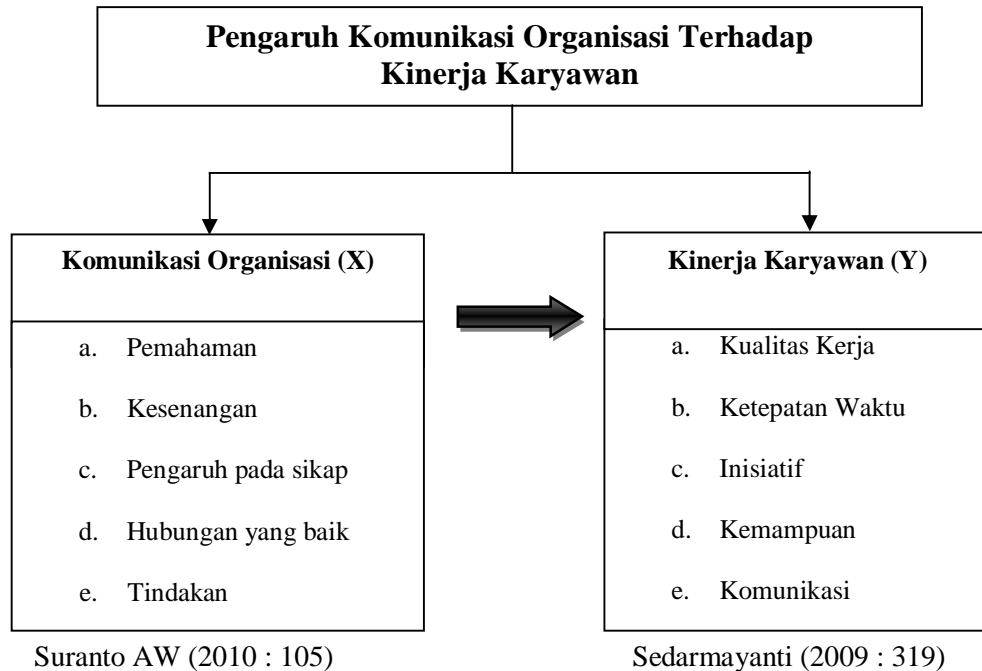 Pengaruh Komunikasi Organisasi Terhadap
Kinerja Karyawan
Komunikasi Organisasi (X)
a. Pemahaman
b. Kesenangan
c. Pengaruh pada sikap
d. Hubungan yang baik
e. Tindakan
Suranto AW (2010 : 105)
Kinerja Karyawan (Y)
a. Kualitas Kerja
b. Ketepatan Waktu
c. Inisiatif
d. Kemampuan
e. Komunikasi
Sedarmayanti (2009 : 319)